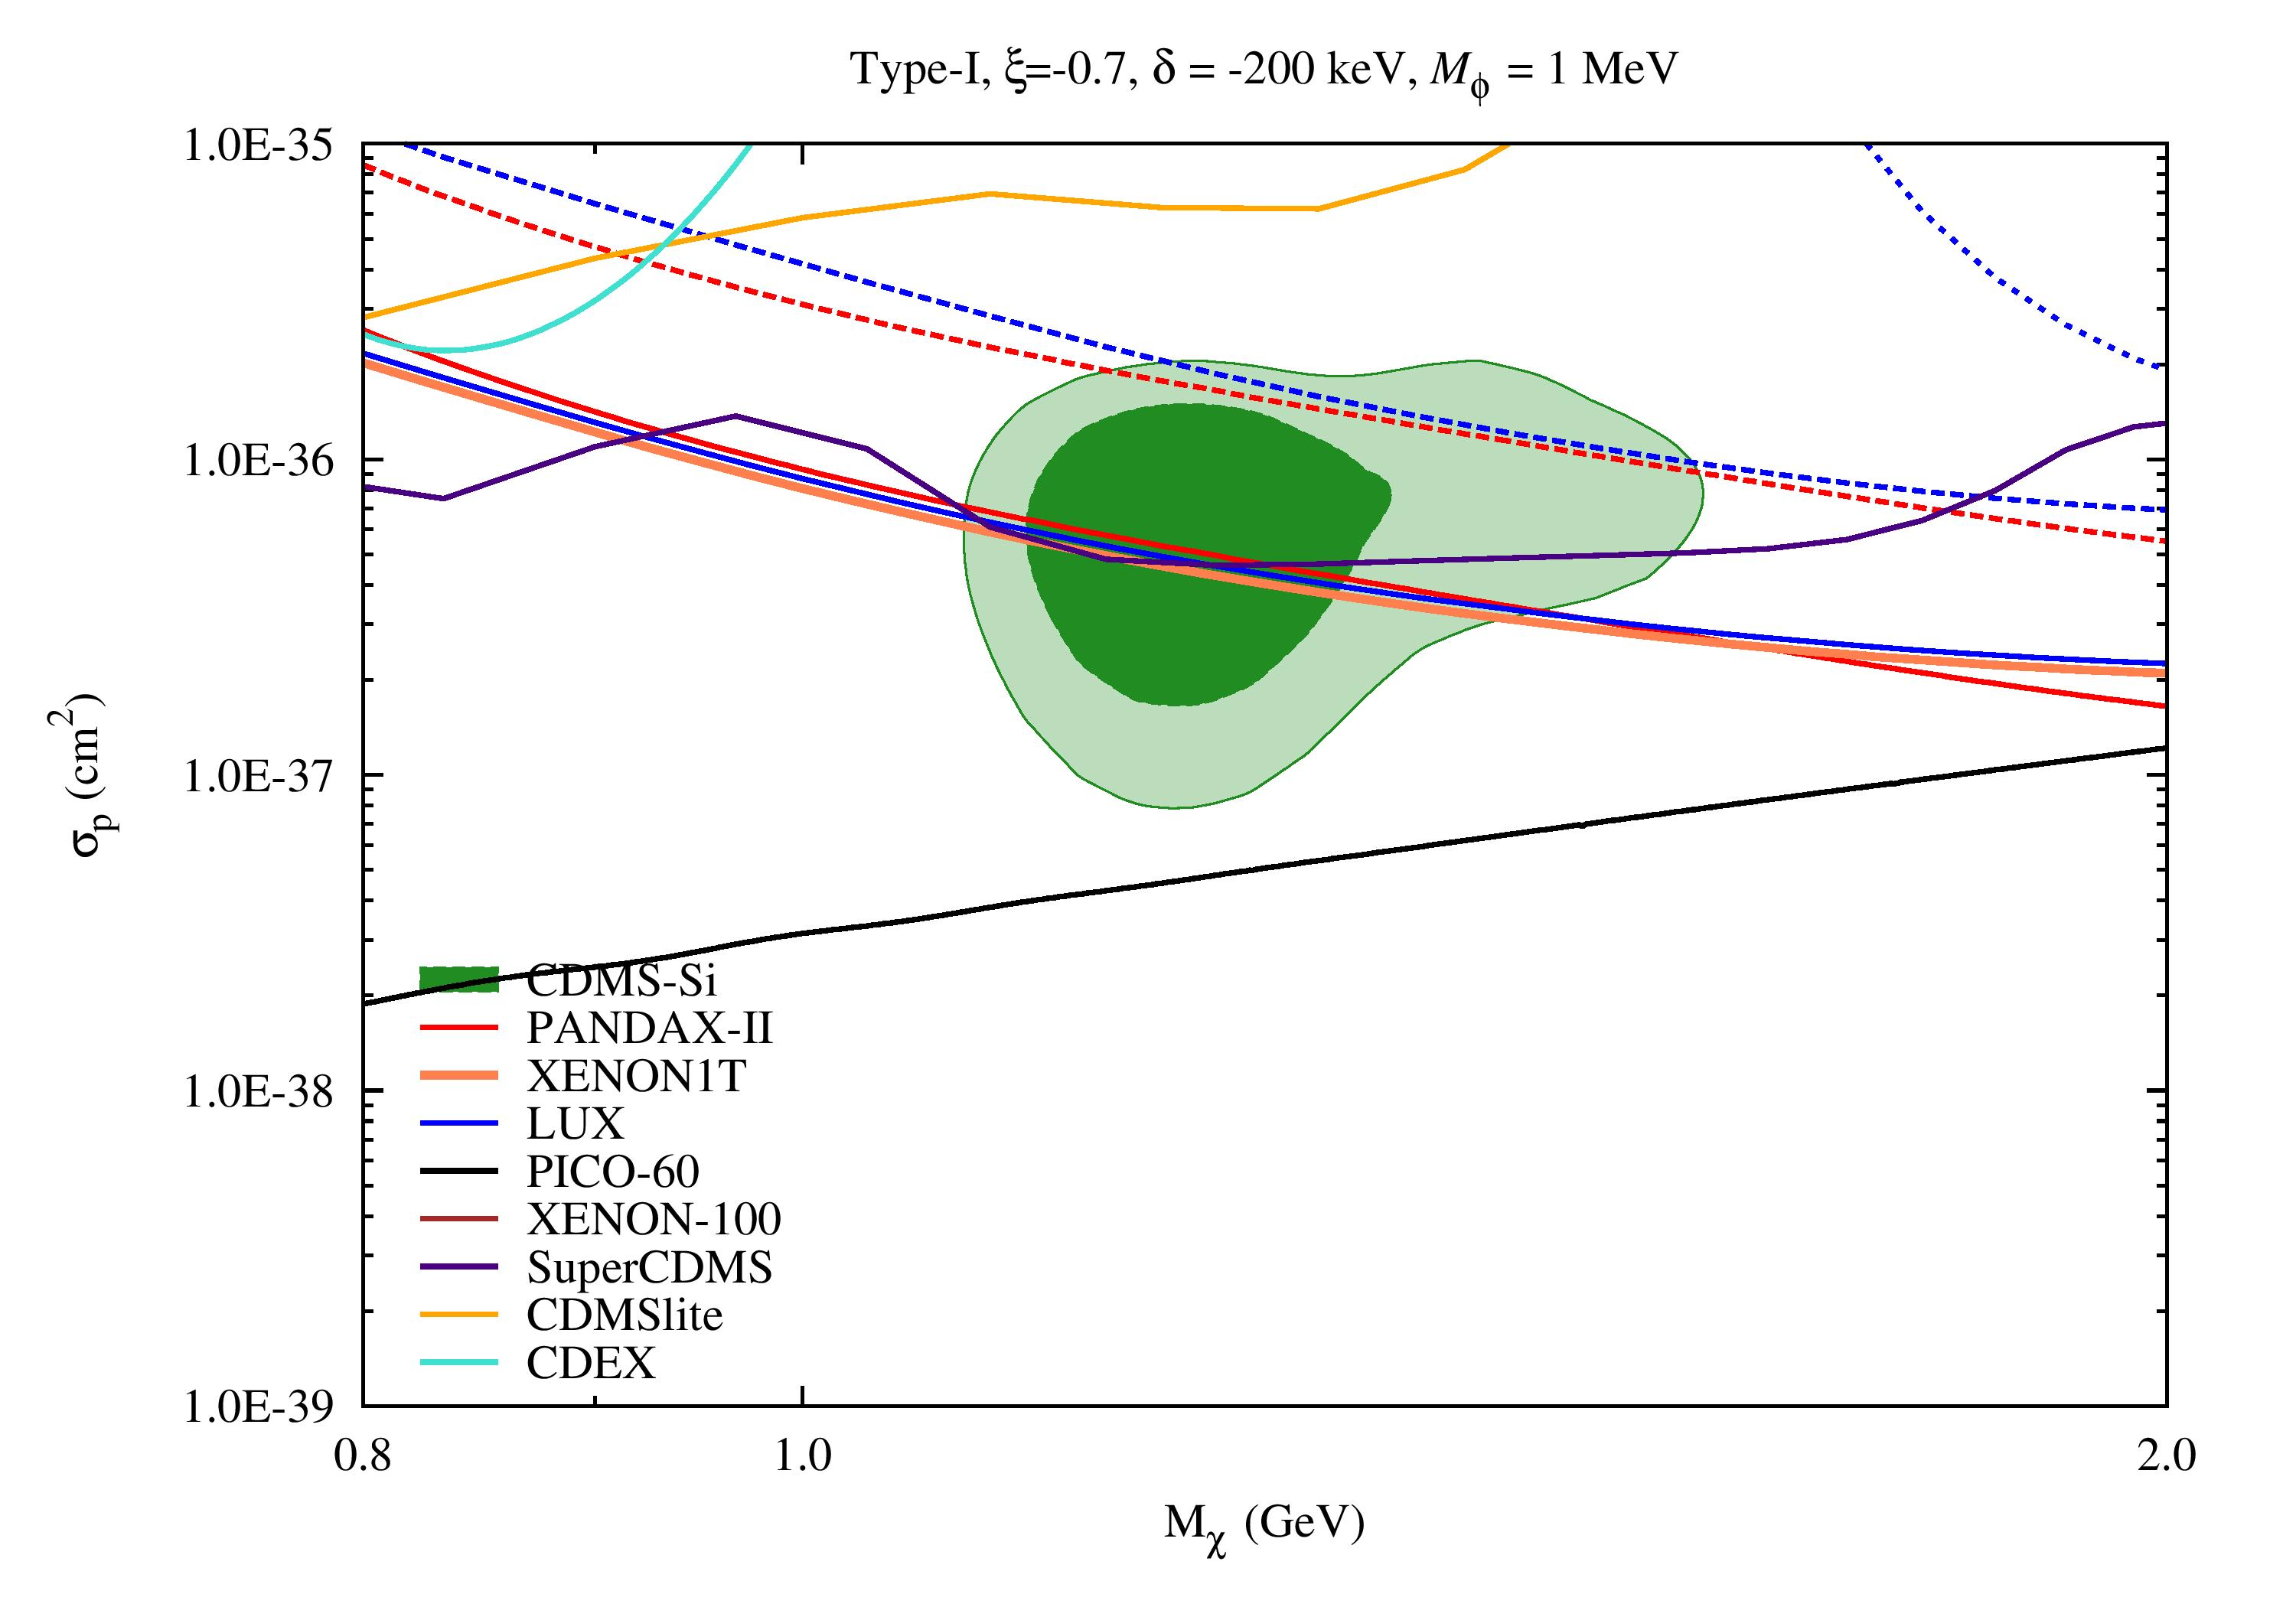 Type-I, ξ=-0.7, δ = -200 keV, Mϕ = 1 MeV
1.0E-35
1.0E-36
1.0E-37
1.0E-38
1.0E-39
σp (cm2)
CDMS-Si
PANDAX-II
XENON1T
LUX
PICO-60
XENON-100
SuperCDMS
CDMSlite
CDEX
0.8 1.0 2.0
Mχ (GeV)